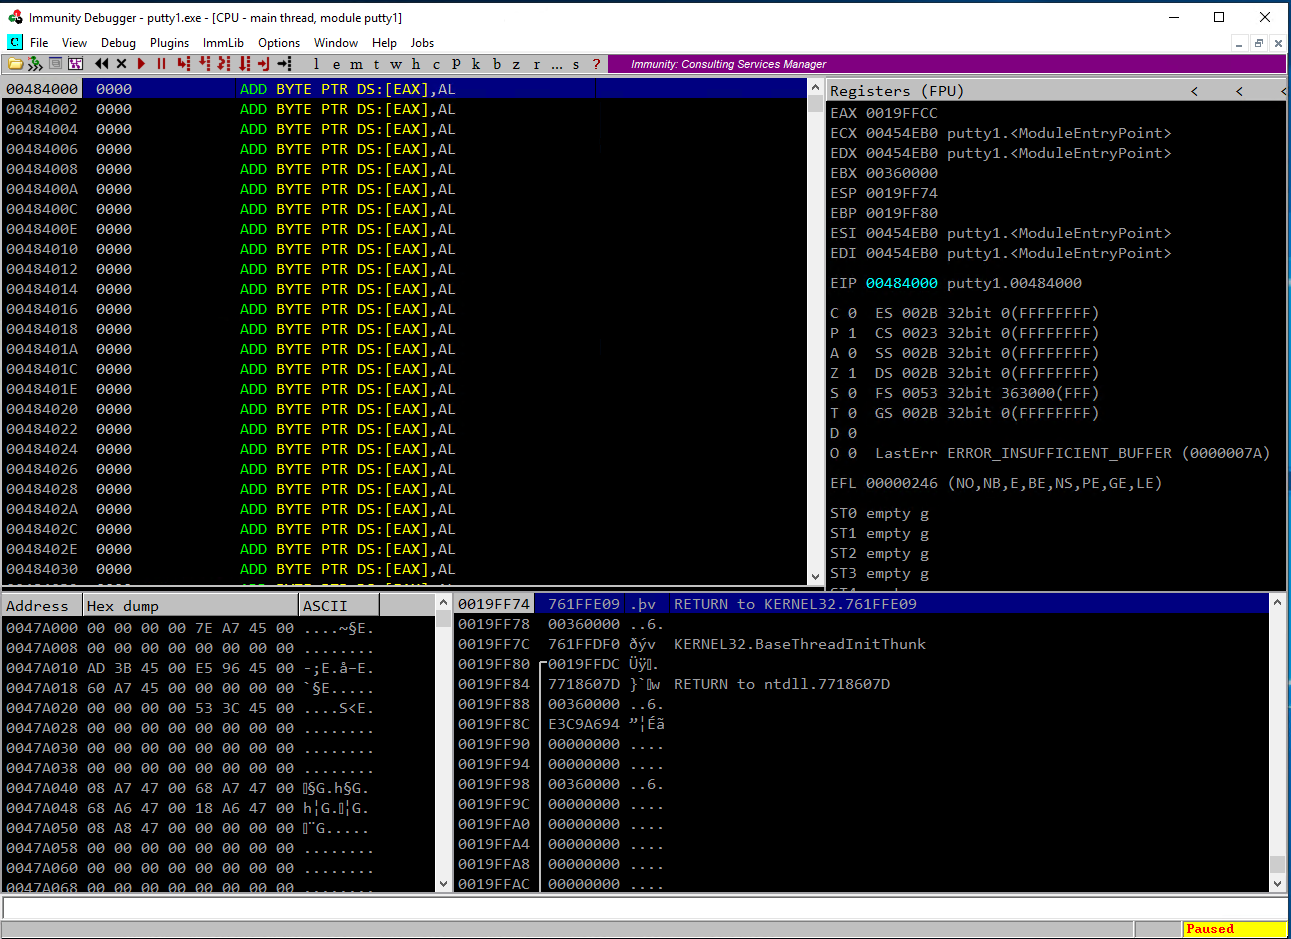 Immunity Debugger - putty1.exe - [CPU - main thread, module putty1]
C File View Debug Plugins ImmLib Options Window Help Jobs
l e m t w h c P k b z r ... s ? Immunity: Consulting Services Manager
00484000 0000 ADD BYTE PTR DS:[EAX],AL
00484002 0000 ADD BYTE PTR DS:[EAX],AL
00484004 0000 ADD BYTE PTR DS:[EAX],AL
00484006 0000 ADD BYTE PTR DS:[EAX],AL
00484008 0000 ADD BYTE PTR DS:[EAX],AL
0048400A 0000 ADD BYTE PTR DS:[EAX],AL
0048400C 0000 ADD BYTE PTR DS:[EAX],AL
0048400E 0000 ADD BYTE PTR DS:[EAX],AL
00484010 0000 ADD BYTE PTR DS:[EAX],AL
00484012 0000 ADD BYTE PTR DS:[EAX],AL
00484014 0000 ADD BYTE PTR DS:[EAX],AL
00484016 0000 ADD BYTE PTR DS:[EAX],AL
00484018 0000 ADD BYTE PTR DS:[EAX],AL
0048401A 0000 ADD BYTE PTR DS:[EAX],AL
0048401C 0000 ADD BYTE PTR DS:[EAX],AL
0048401E 0000 ADD BYTE PTR DS:[EAX],AL
00484020 0000 ADD BYTE PTR DS:[EAX],AL
00484022 0000 ADD BYTE PTR DS:[EAX],AL
00484024 0000 ADD BYTE PTR DS:[EAX],AL
00484026 0000 ADD BYTE PTR DS:[EAX],AL
00484028 0000 ADD BYTE PTR DS:[EAX],AL
0048402A 0000 ADD BYTE PTR DS:[EAX],AL
0048402C 0000 ADD BYTE PTR DS:[EAX],AL
0048402E 0000 ADD BYTE PTR DS:[EAX],AL
00484030 0000 ADD BYTE PTR DS:[EAX],AL
Registers (FPU) < < <
EAX 0019FFCC
ECX 00454EB0 putty1.<ModuleEntryPoint>
EDX 00454EB0 putty1.<ModuleEntryPoint>
EBX 00360000
ESP 0019FF74
EBP 0019FF80
ESI 00454EB0 putty1.<ModuleEntryPoint>
EDI 00454EB0 putty1.<ModuleEntryPoint>
EIP 00484000 putty1.00484000
C 0 ES 002B 32bit 0(FFFFFFFF)
P 1 CS 0023 32bit 0(FFFFFFFF)
A 0 SS 002B 32bit 0(FFFFFFFF)
Z 1 DS 002B 32bit 0(FFFFFFFF)
S 0 FS 0053 32bit 363000(FFF)
T 0 GS 002B 32bit 0(FFFFFFFF)
D 0
O 0 LastErr ERROR_INSUFFICIENT_BUFFER (0000007A)
EFL 00000246 (NO,NB,E,BE,NS,PE,GE,LE)
ST0 empty g
ST1 empty g
ST2 empty g
ST3 empty g
Address Hex dump ASCII
0047A000 00 00 00 00 7E A7 45 00 ....~§E.
0047A008 00 00 00 00 00 00 00 00 ........
0047A010 AD 3B 45 00 E5 96 45 00 -;E.å–E.
0047A018 60 A7 45 00 00 00 00 00 `§E.....
0047A020 00 00 00 00 53 3C 45 00 ....S<E.
0047A028 00 00 00 00 00 00 00 00 ........
0047A030 00 00 00 00 00 00 00 00 ........
0047A038 00 00 00 00 00 00 00 00 ........
0047A040 08 A7 47 00 68 A7 47 00 §G.h§G.
0047A048 68 A6 47 00 18 A6 47 00 h¦G.¦G.
0047A050 08 A8 47 00 00 00 00 00 ¨G.....
0047A058 00 00 00 00 00 00 00 00 ........
0047A060 00 00 00 00 00 00 00 00 ........
0047A068 00 00 00 00 00 00 00 00 ........
0019FF74 761FFE09 .þv RETURN to KERNEL32.761FFE09
0019FF78 00360000 ..6.
0019FF7C 761FFDF0 ðýv KERNEL32.BaseThreadInitThunk
0019FF80 0019FFDC Üÿ.
0019FF84 7718607D }`w RETURN to ntdll.7718607D
0019FF88 00360000 ..6.
0019FF8C E3C9A694 ”¦Éã
0019FF90 00000000 ....
0019FF94 00000000 ....
0019FF98 00360000 ..6.
0019FF9C 00000000 ....
0019FFA0 00000000 ....
0019FFA4 00000000 ....
0019FFA8 00000000 ....
0019FFAC 00000000 ....
Paused